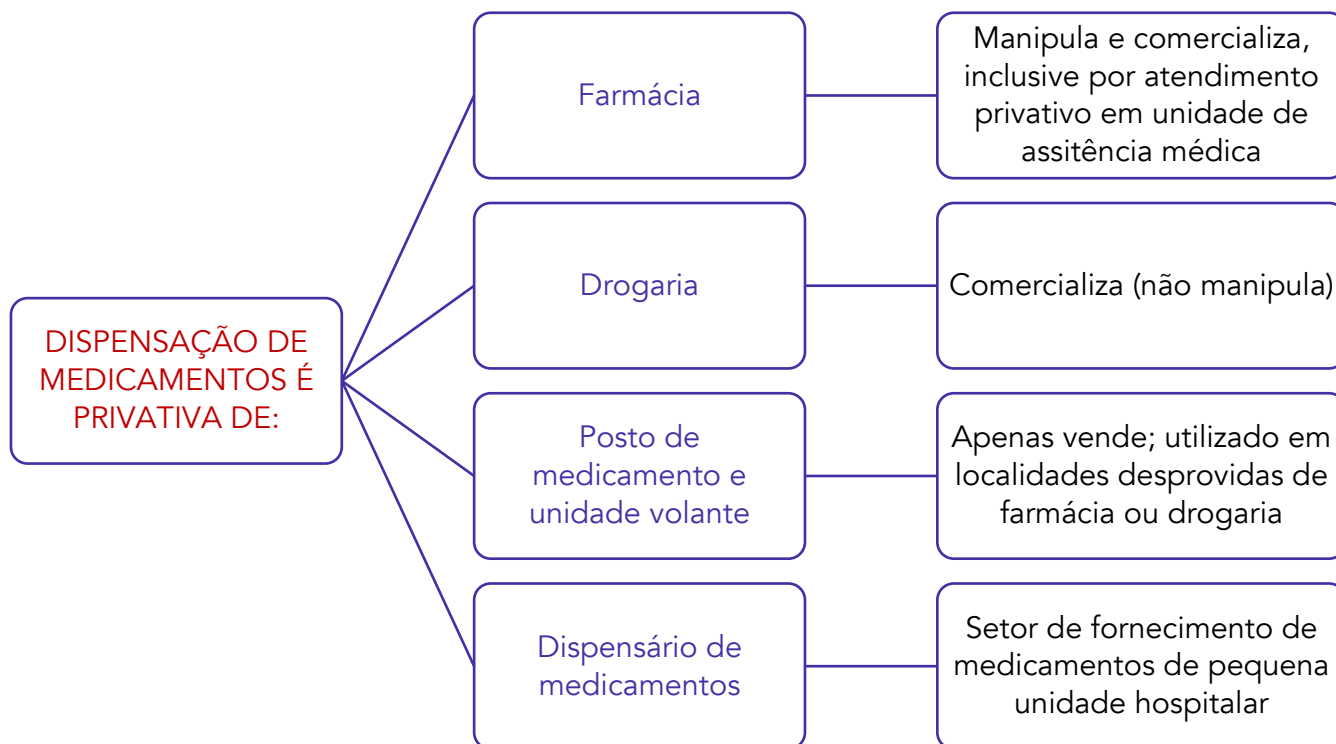 DISPENSAÇÃO DE
MEDICAMENTOS É
PRIVATIVA DE:
Farmácia
Manipula e comercializa,
inclusive por atendimento
privativo em unidade de
assitência médica
Drogaria
Comercializa (não manipula)
Posto de
medicamento e
unidade volante
Apenas vende; utilizado em
localidades desprovidas de
farmácia ou drogaria
Dispensário de
medicamentos
Setor de fornecimento de
medicamentos de pequena
unidade hospitalar